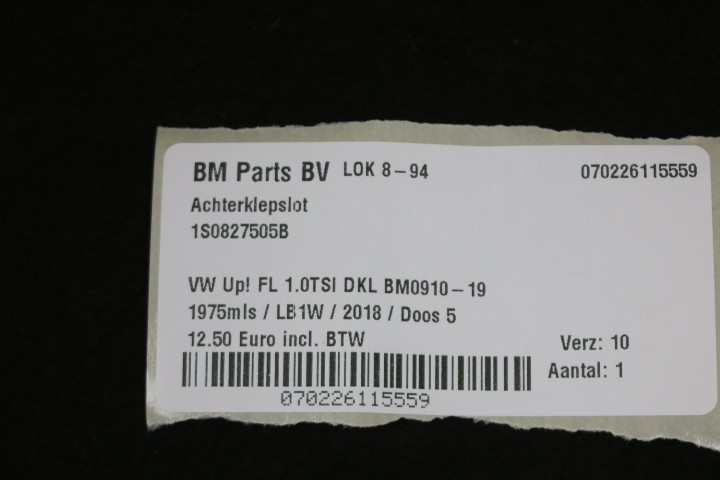 BM Parts BV LOK 8-94 070226115559
Achterklepslot
1S0827505B
VW Up! FL 1.0TSI DKL BM0910-19
1975mls / LB1W / 2018 / Doos 5
12.50 Euro incl. BTW Verz: 10
Aantal: 1
070226115559